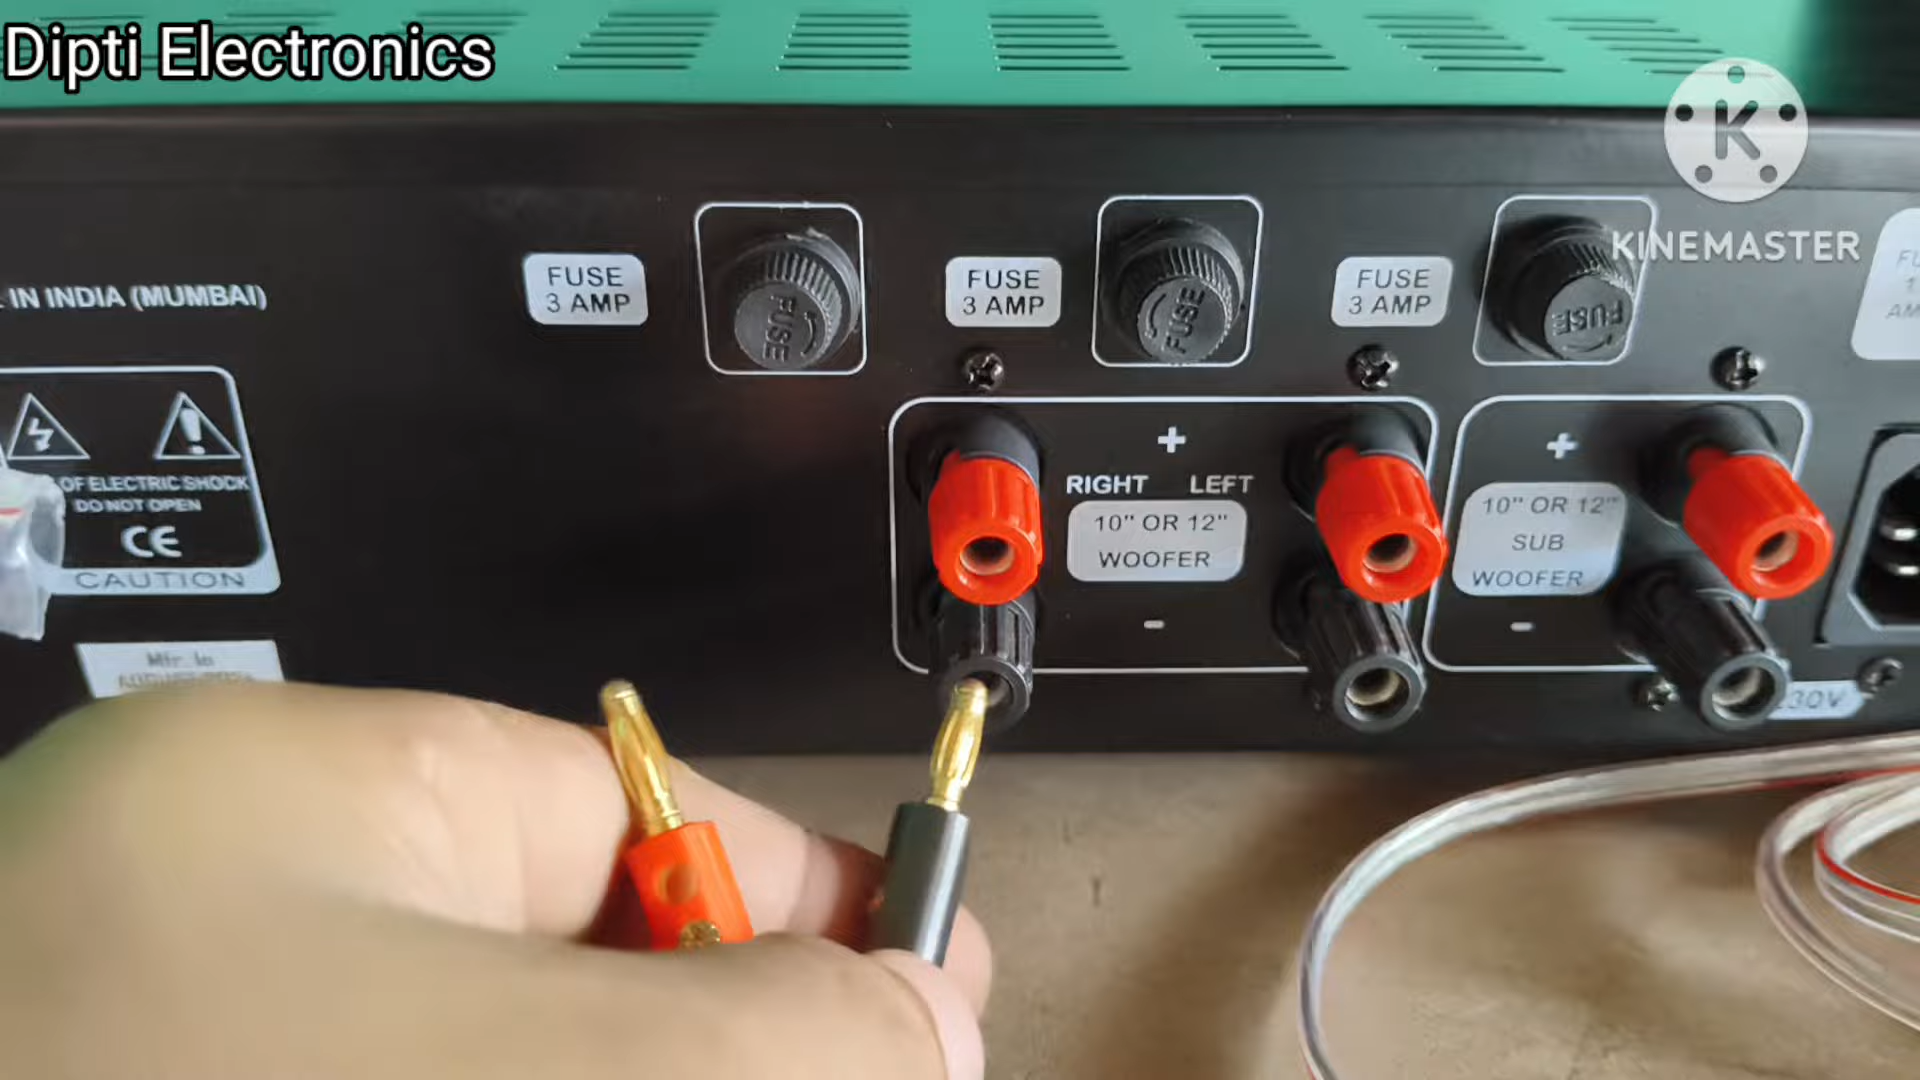 Dipti Electronics
KINEMASTER
IN INDIA (MUMBAI)
FUSE
3 AMP
FUSE
FUSE
3 AMP
FUSE
FUSE
3 AMP
FUSE
OF ELECTRIC SHOCK
DO NOT OPEN
CE
CAUTION
Mfr. In
+
RIGHT LEFT
10" OR 12"
WOOFER
-
+
10" OR 12"
SUB
WOOFER
-
230V